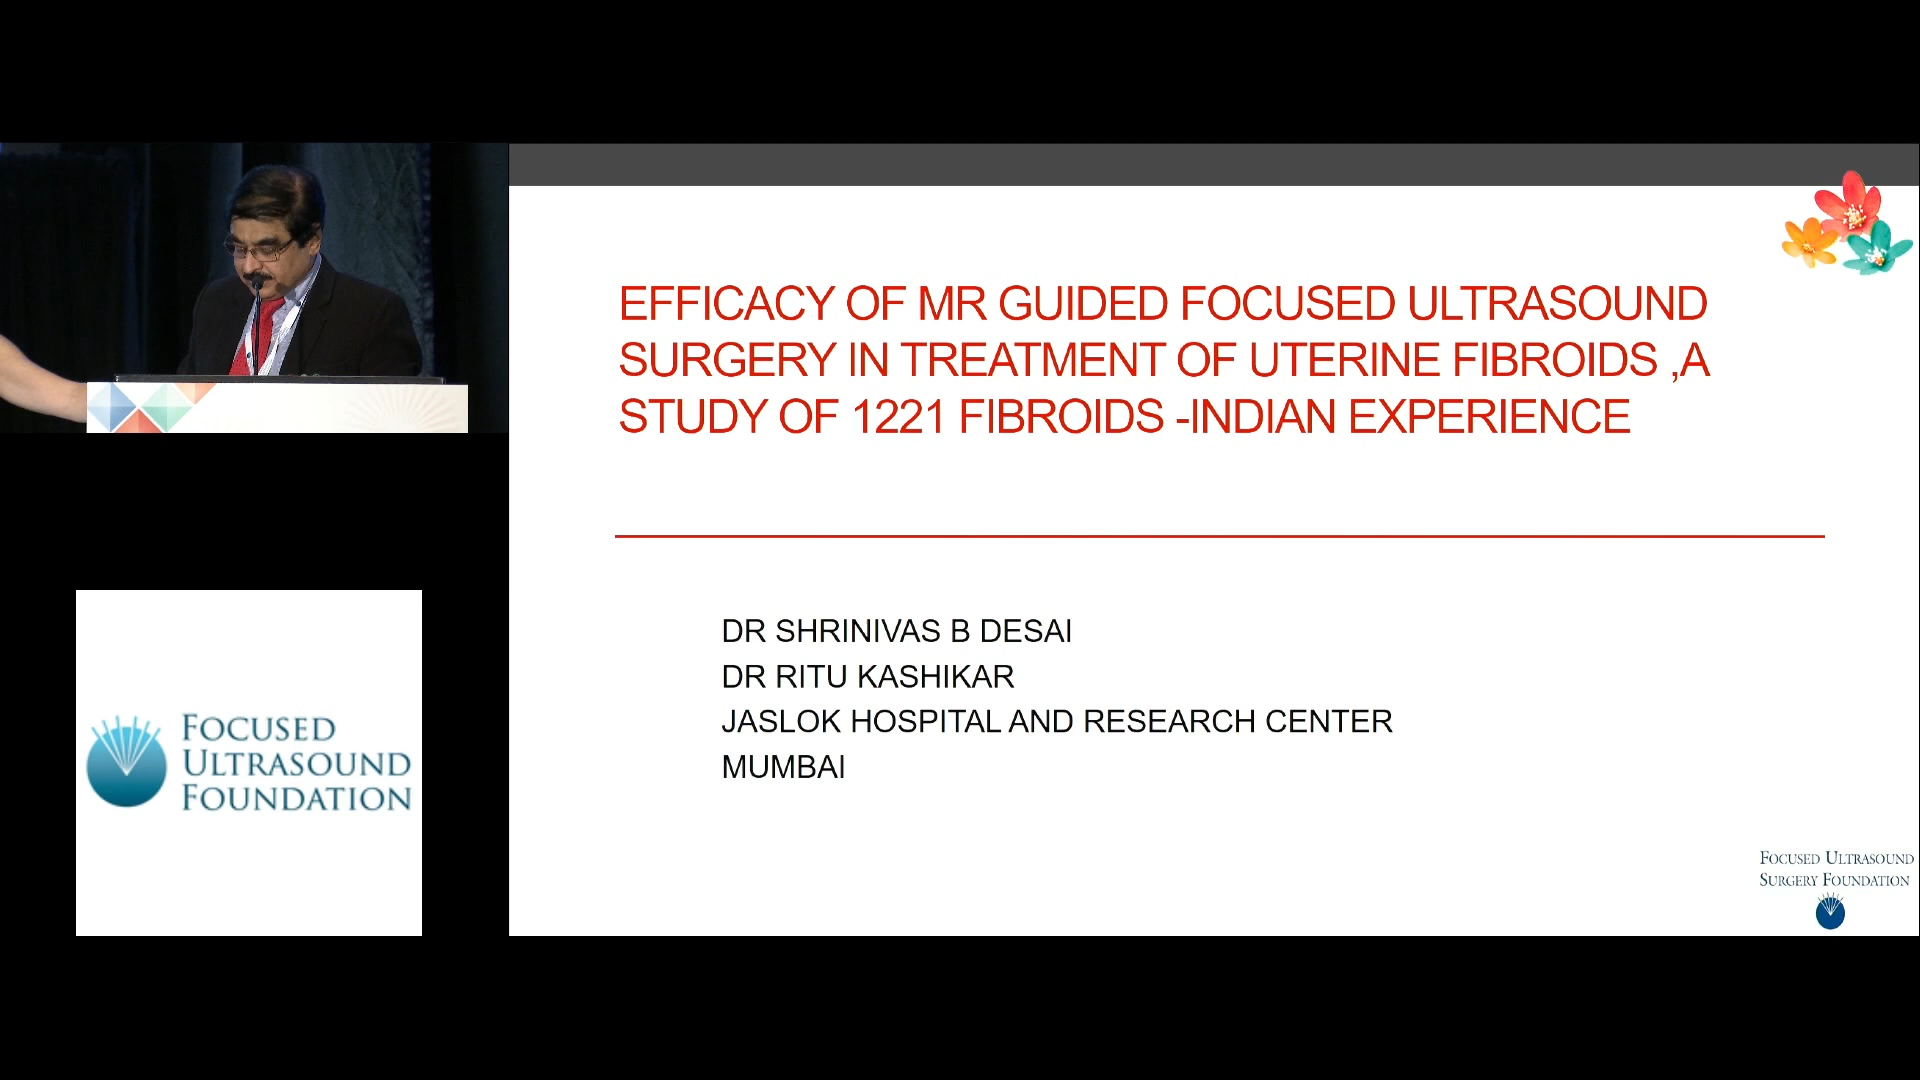 EFFICACY OF MR GUIDED FOCUSED ULTRASOUND
SURGERY IN TREATMENT OF UTERINE FIBROIDS ,A
STUDY OF 1221 FIBROIDS -INDIAN EXPERIENCE
DR SHRINIVAS B DESAI
DR RITU KASHIKAR
JASLOK HOSPITAL AND RESEARCH CENTER
MUMBAI
FOCUSED
ULTRASOUND
FOUNDATION
FOCUSED ULTRASOUND
SURGERY FOUNDATION